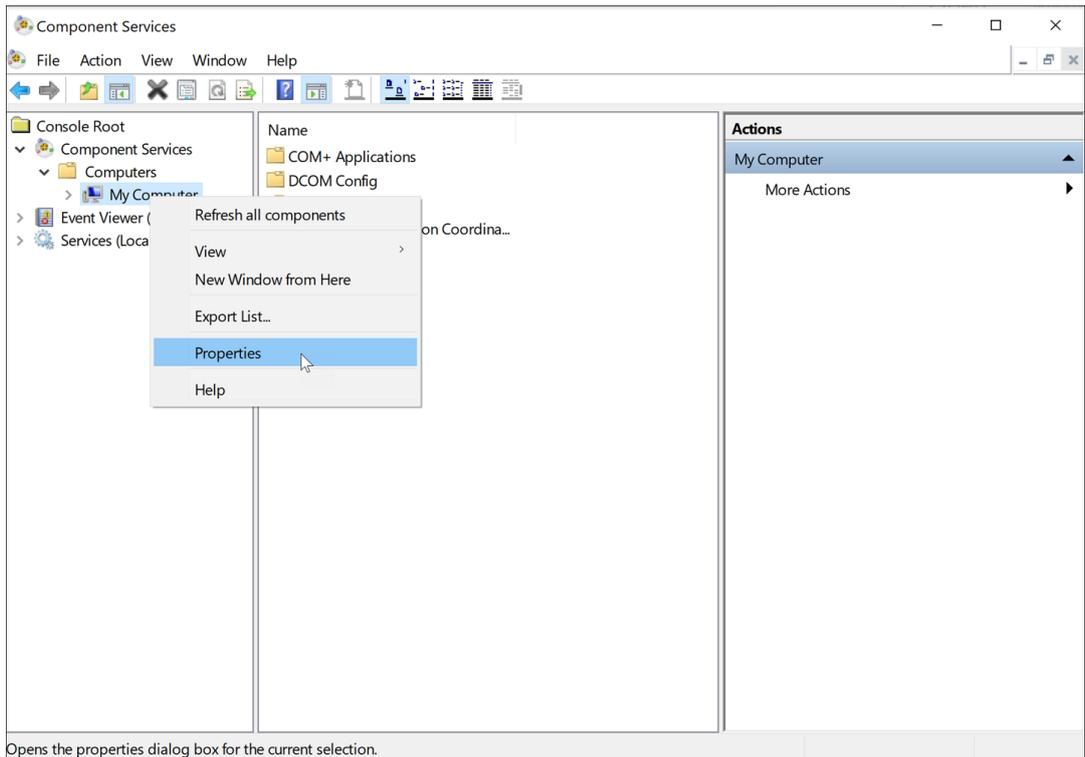 Component Services
File Action View Window Help
Console Root
Component Services
Computers
My Computer
Event Viewer (
Services (Loca
Name
COM+ Applications
DCOM Config
on Coordina...
Refresh all components
View
New Window from Here
Export List...
Properties
Help
Actions
My Computer
More Actions
Opens the properties dialog box for the current selection.